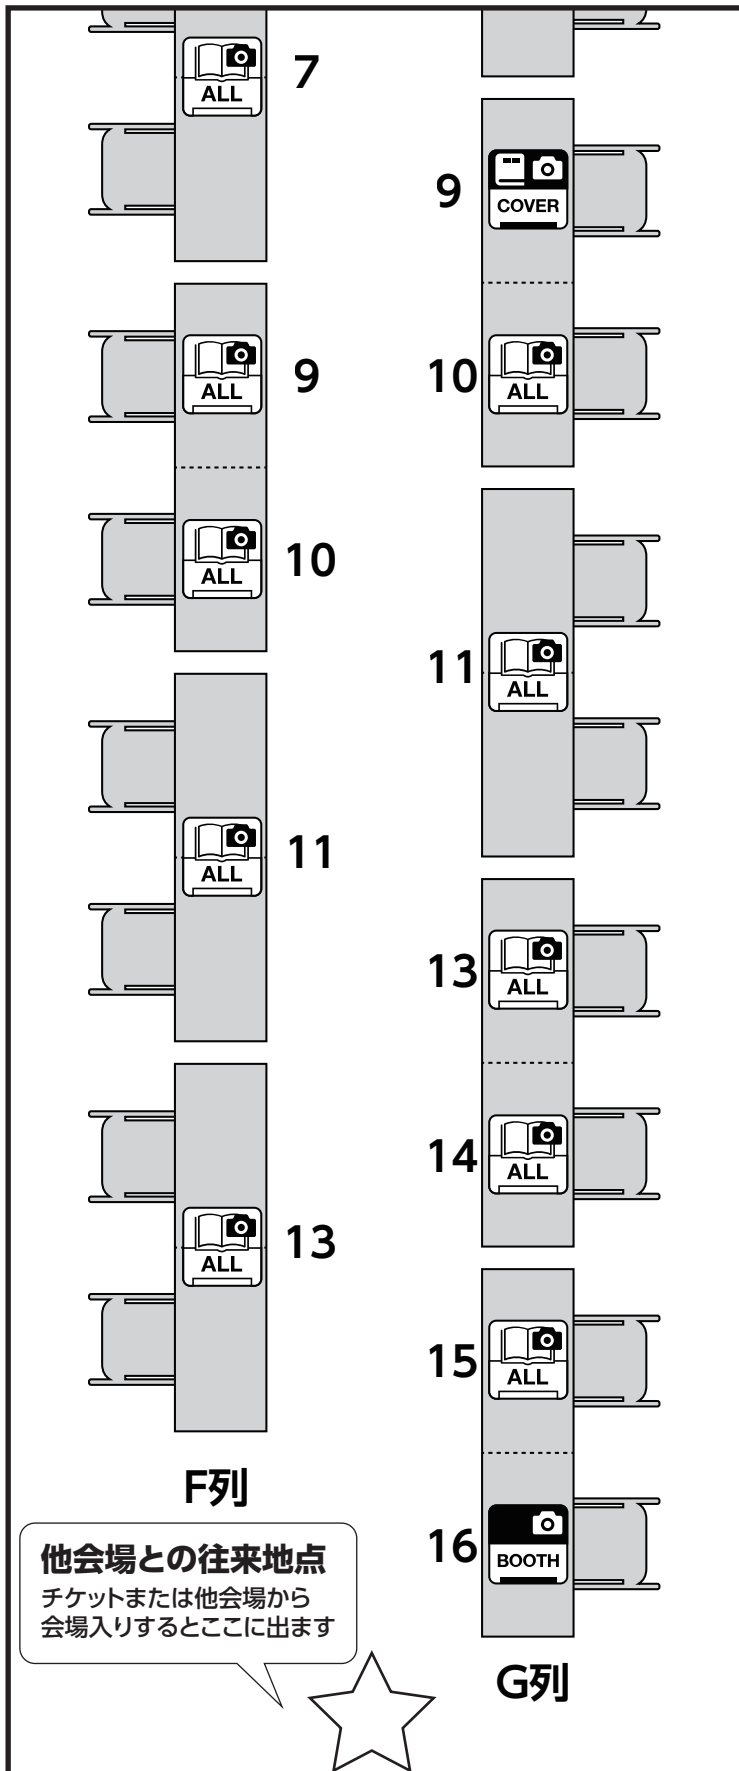 ALL
7
ALL
9
ALL
10
ALL
11
ALL
13
F列
9
COVER
10
ALL
11
ALL
13
ALL
14
ALL
15
ALL
16
BOOTH
G列
他会場との往来地点
チケットまたは他会場から
会場入りするとここに出ます